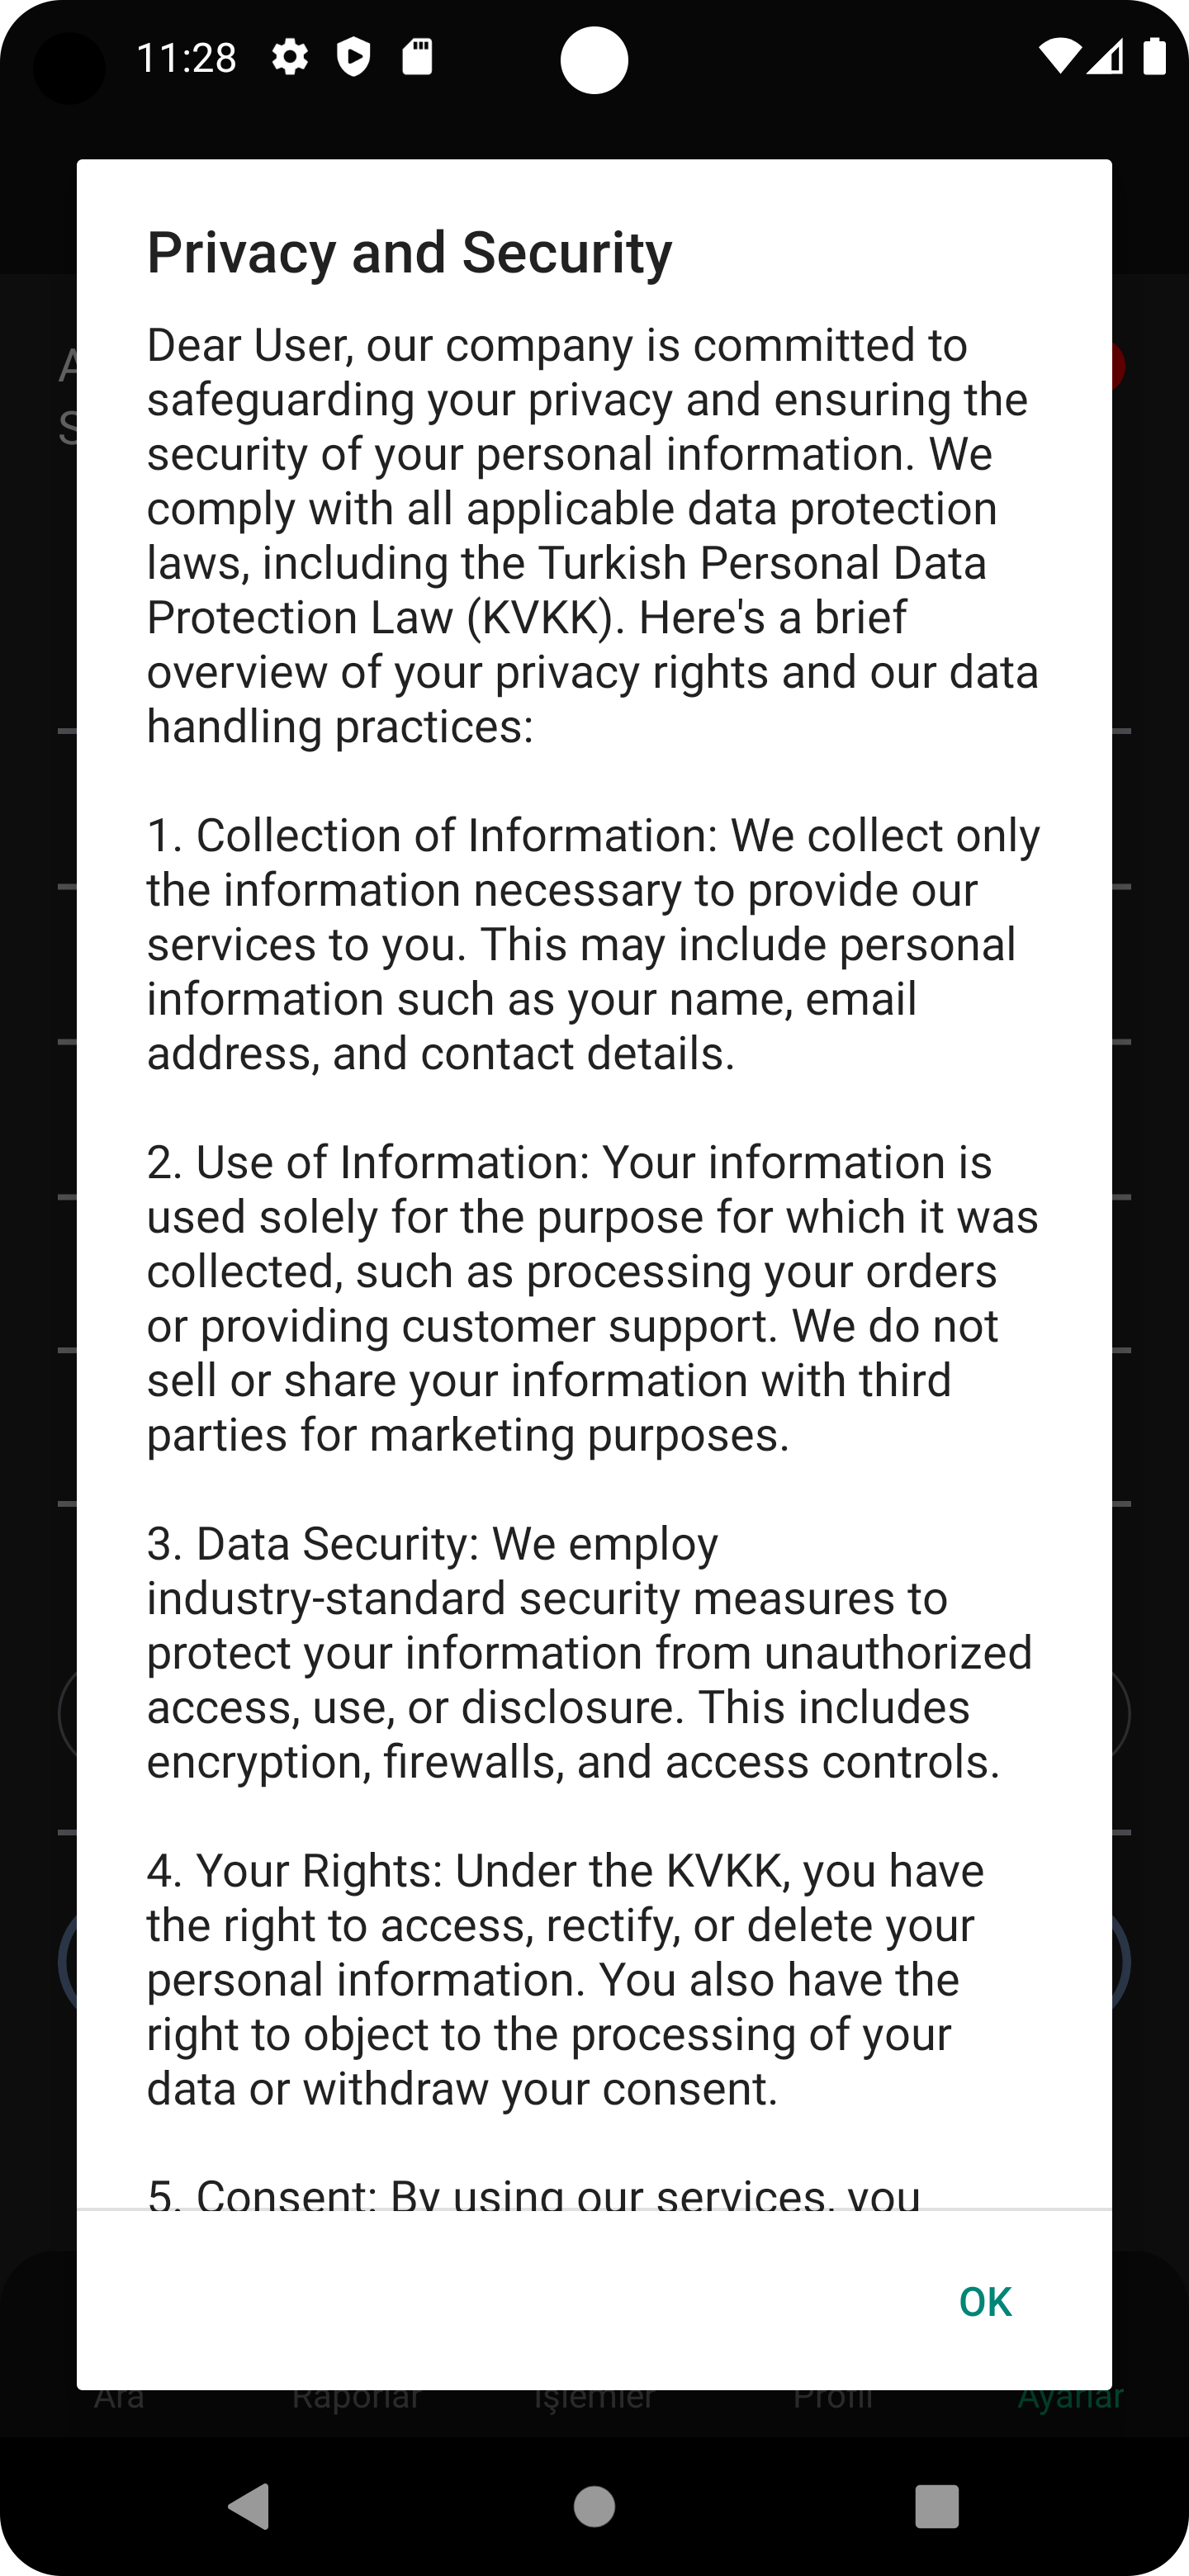 11:28
Privacy and Security
Dear User, our company is committed to
safeguarding your privacy and ensuring the
security of your personal information. We
comply with all applicable data protection
laws, including the Turkish Personal Data
Protection Law (KVKK). Here's a brief
overview of your privacy rights and our data
handling practices:
1. Collection of Information: We collect only
the information necessary to provide our
services to you. This may include personal
information such as your name, email
address, and contact details.
2. Use of Information: Your information is
used solely for the purpose for which it was
collected, such as processing your orders
or providing customer support. We do not
sell or share your information with third
parties for marketing purposes.
3. Data Security: We employ
industry-standard security measures to
protect your information from unauthorized
access, use, or disclosure. This includes
encryption, firewalls, and access controls.
4. Your Rights: Under the KVKK, you have
the right to access, rectify, or delete your
personal information. You also have the
right to object to the processing of your
data or withdraw your consent.
5. Consent: By using our services, you
OK
Ara Raporlar İşlemler Profil Ayarlar